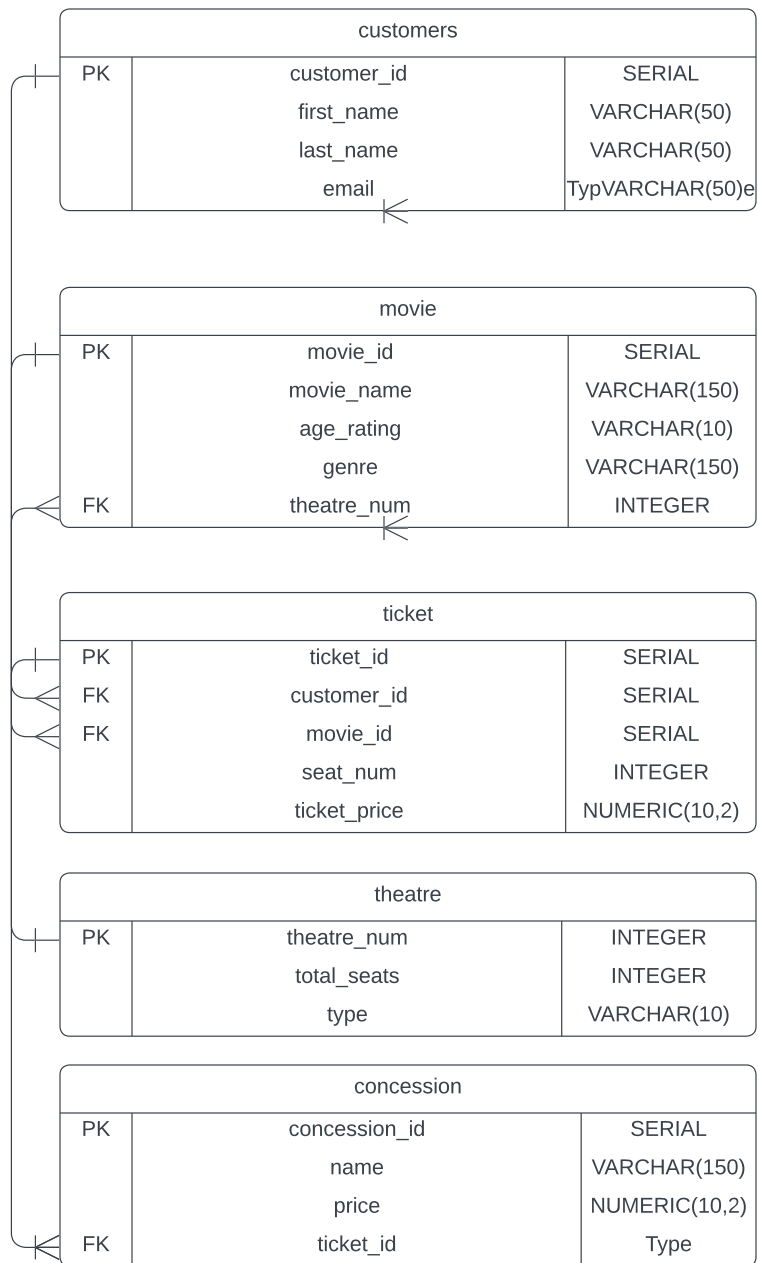 customers
PK customer_id SERIAL
first_name VARCHAR(50)
last_name VARCHAR(50)
email TypVARCHAR(50)e
movie
PK movie_id SERIAL
movie_name VARCHAR(150)
age_rating VARCHAR(10)
genre VARCHAR(150)
FK theatre_num INTEGER
ticket
PK ticket_id SERIAL
FK customer_id SERIAL
FK movie_id SERIAL
seat_num INTEGER
ticket_price NUMERIC(10,2)
theatre
PK theatre_num INTEGER
total_seats INTEGER
type VARCHAR(10)
concession
PK concession_id SERIAL
name VARCHAR(150)
price NUMERIC(10,2)
FK ticket_id Type